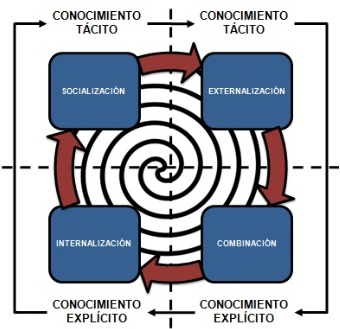 CONOCIMIENTO CONOCIMIENTO
TÁCITO TÁCITO
SOCIALIZACIÓN EXTERNALIZACIÓN
INTERNALIZACIÓN COMBINACIÓN
CONOCIMIENTO CONOCIMIENTO
EXPLÍCITO EXPLÍCITO